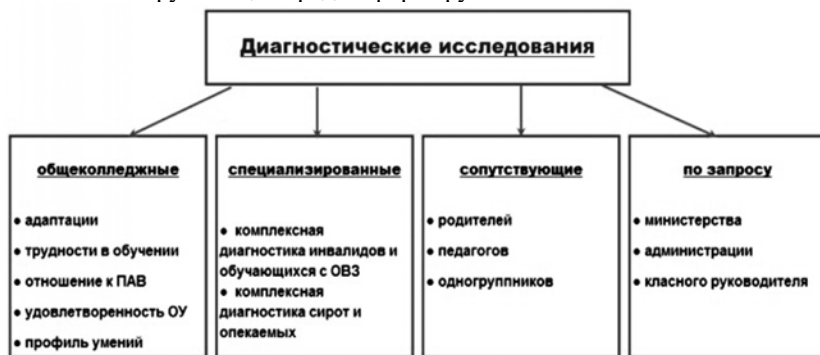 Диагностические исследования
общеколледжные
● адаптации
● трудности в обучении
● отношение к ПАВ
● удовлетворенность ОУ
● профиль умений
специализированные
● комплексная
диагностика инвалидов и
обучающихся с ОВЗ
● комплексная
диагностика сирот и
опекаемых
сопутствующие
● родителей
● педагогов
● одногруппников
по запросу
● министерства
● администрации
● класного руководителя